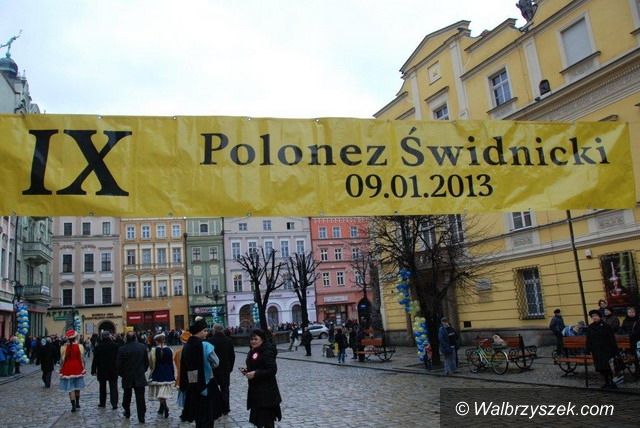 IX Polonez Świdnicki
09.01.2013
© Walbrzyszek.com